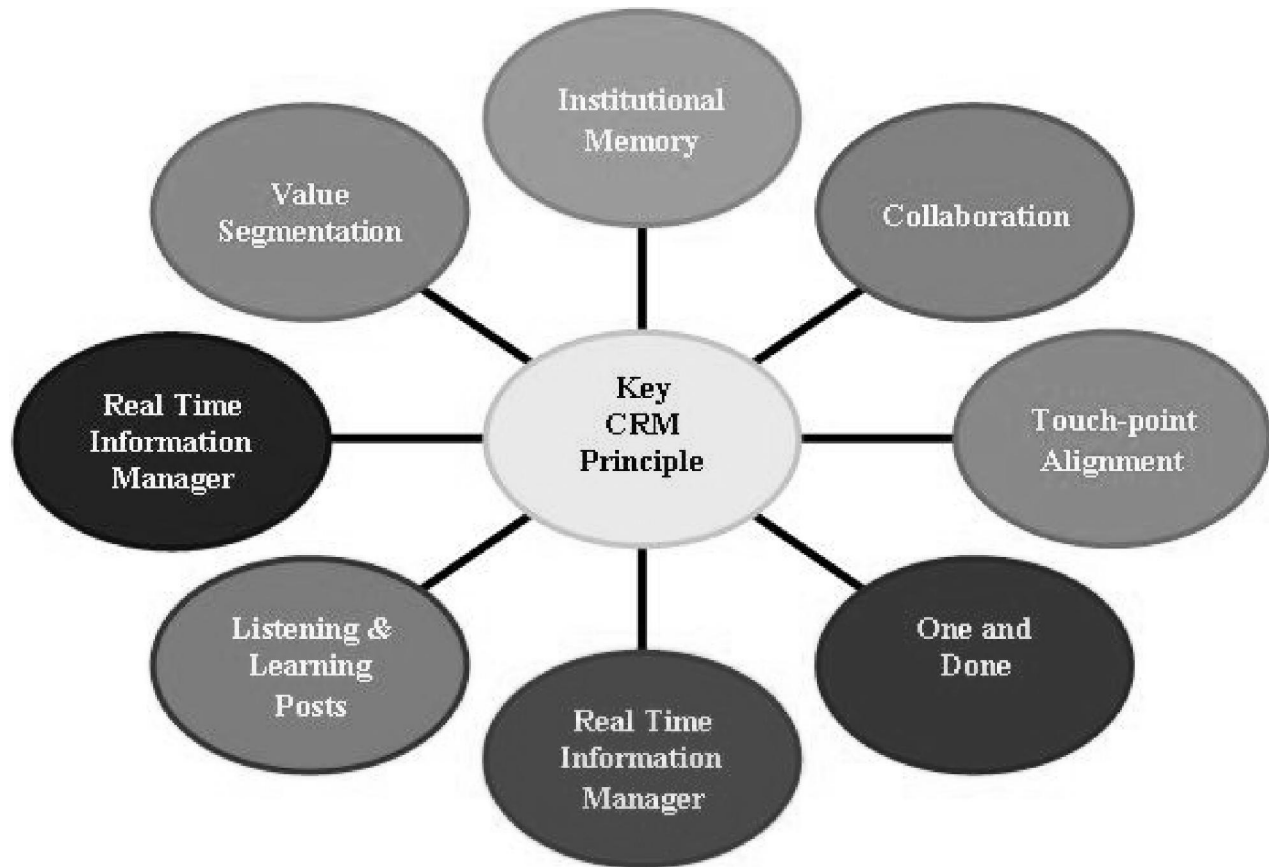 Institutional
Memory
Value
Segmentation
Collaboration
Real Time
Information
Manager
Key
CRM
Principle
Touch-point
Alignment
Listening &
Learning
Posts
One and
Done
Real Time
Information
Manager